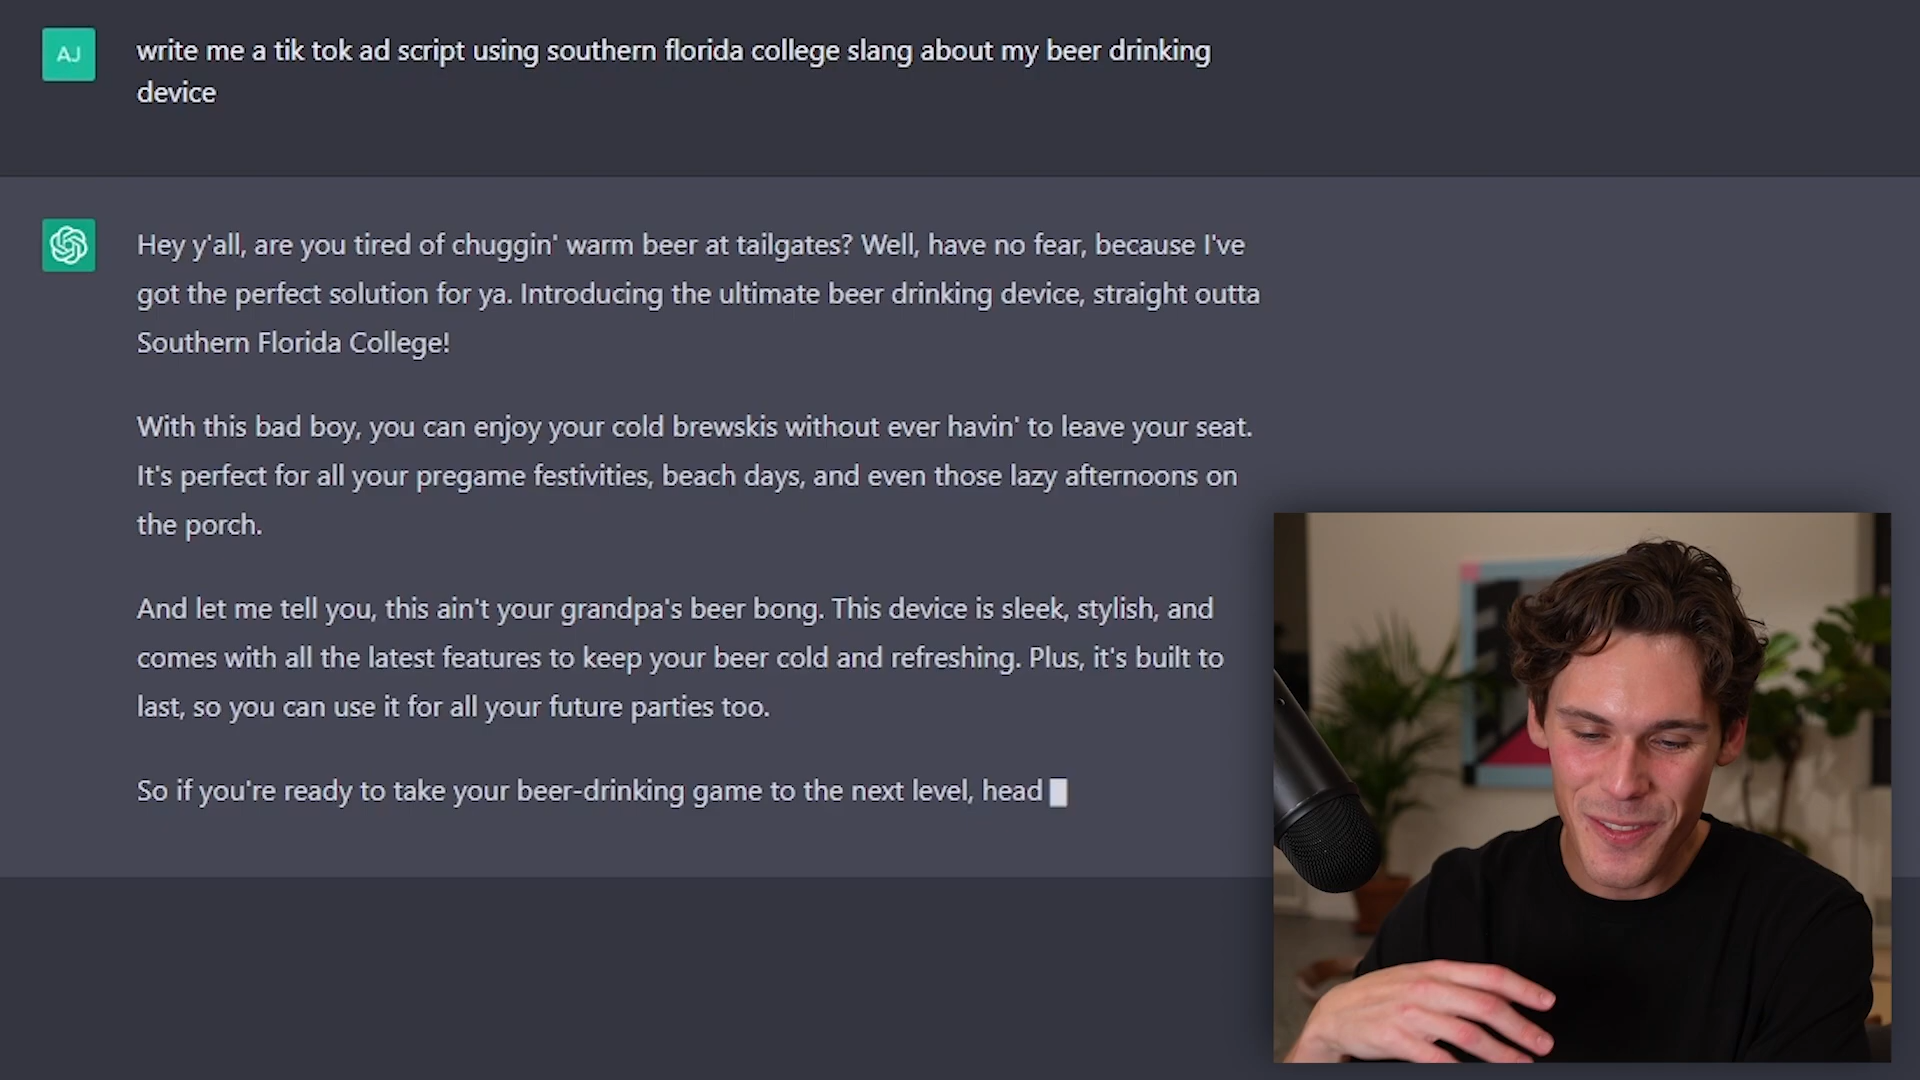 AJ
write me a tik tok ad script using southern florida college slang about my beer drinking
device
Hey y'all, are you tired of chuggin' warm beer at tailgates? Well, have no fear, because I've
got the perfect solution for ya. Introducing the ultimate beer drinking device, straight outta
Southern Florida College!
With this bad boy, you can enjoy your cold brewskis without ever havin' to leave your seat.
It's perfect for all your pregame festivities, beach days, and even those lazy afternoons on
the porch.
And let me tell you, this ain't your grandpa's beer bong. This device is sleek, stylish, and
comes with all the latest features to keep your beer cold and refreshing. Plus, it's built to
last, so you can use it for all your future parties too.
So if you're ready to take your beer-drinking game to the next level, head